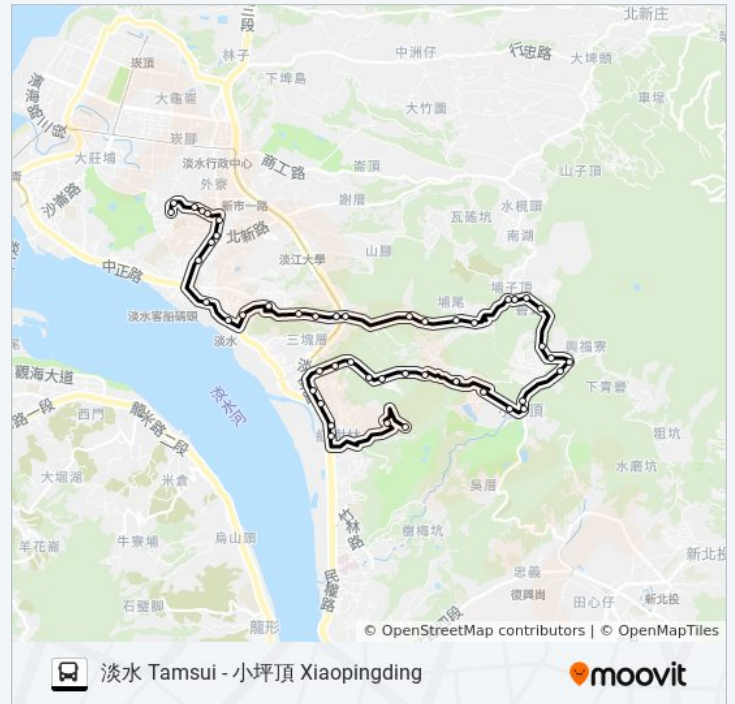 北新庄
三段
林子
中洲仔
行忠路
大埤頭
崁頂
下埤島
濱海路三段
大龜崙
大竹圍
車埕
崁腳
大莊埔
淡水行政中心
商工路
崙頂
山子頂
外寮
沙崙路
新市一路
謝厝
水梘頭
北新路
瓦磘坑
南湖
中正路
淡江大學
山腳
埔子頂
淡水客船碼頭
埔尾
淡水
三塊厝
興福寮
觀海大道
下青礐
淡水河
西門
龍米路二段
粗坑
水磨坑
大堀湖
米倉
吳厝
竹林路
樹梅坑
羊花崙
牛寮埔
烏山頭
新北投
忠義
民權路
復興崗
石壁腳
田心仔
新北投
龍形
四段
© OpenStreetMap contributors | © OpenMapTiles
淡水 Tamsui - 小坪頂 Xiaopingding
moovit